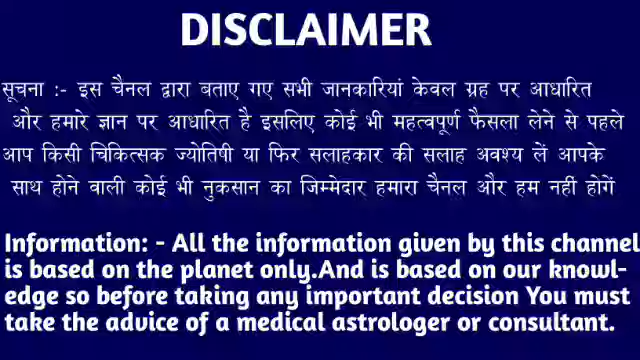 DISCLAIMER
सूचना :- इस चैनल द्वारा बताए गए सभी जानकारियां केवल ग्रह पर आधारित
और हमारे ज्ञान पर आधारित है इसलिए कोई भी महत्वपूर्ण फैसला लेने से पहले
आप किसी चिकित्सक ज्योतिषी या फिर सलाहकार की सलाह अवश्य लें आपके
साथ होने वाली कोई भी नुकसान का जिम्मेदार हमारा चैनल और हम नहीं होगें
Information: - All the information given by this channel
is based on the planet only.And is based on our knowl-
edge so before taking any important decision You must
take the advice of a medical astrologer or consultant.